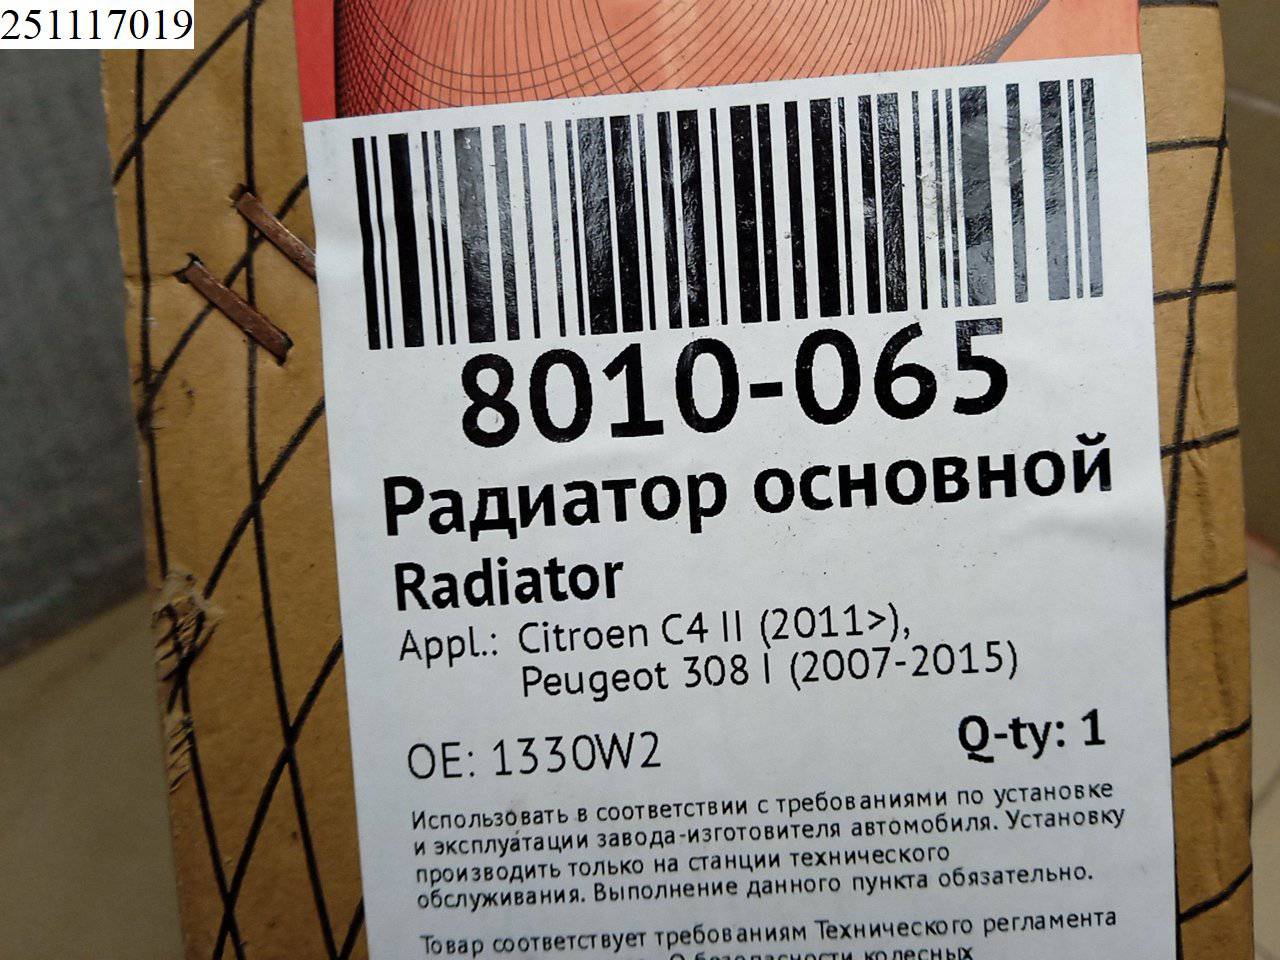 251117019
8010-065
Радиатор основной
Radiator
Appl.: Citroen C4 II (2011>),
Peugeot 308 I (2007-2015)
OE: 1330W2
Q-ty: 1
Использовать в соответствии с требованиями по установке
и эксплуатации завода-изготовителя автомобиля. Установку
производить только на станции технического
обслуживания. Выполнение данного пункта обязательно.
Товар соответствует требованиям Технического регламента
О безопасности колесных